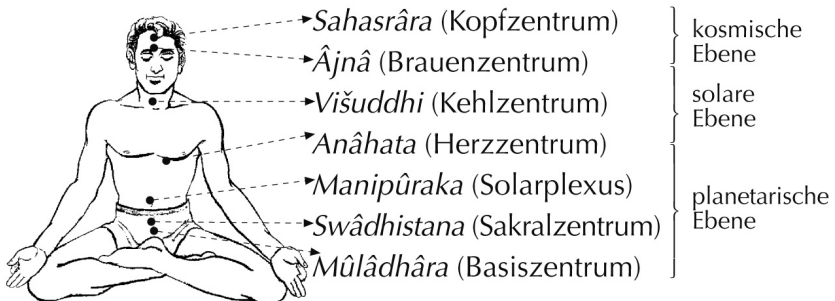 Sahasrâra (Kopfzentrum)
Âjnâ (Brauenzentrum)
Višuddhi (Kehlzentrum)
Anâhata (Herzzentrum)
Manipûraka (Solarplexus)
Swâdhistana (Sakralzentrum)
Mûlâdhâra (Basiszentrum)
kosmische
Ebene
solare
Ebene
planetarische
Ebene